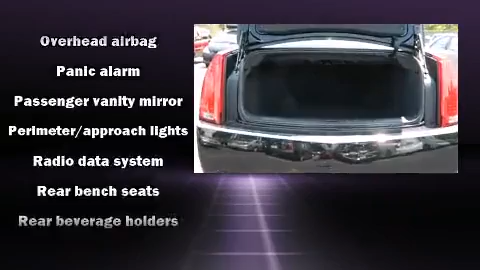 Overhead airbag
Panic alarm
Passenger vanity mirror
Perimeter/approach lights
Radio data system
Rear bench seats
Rear beverage holders